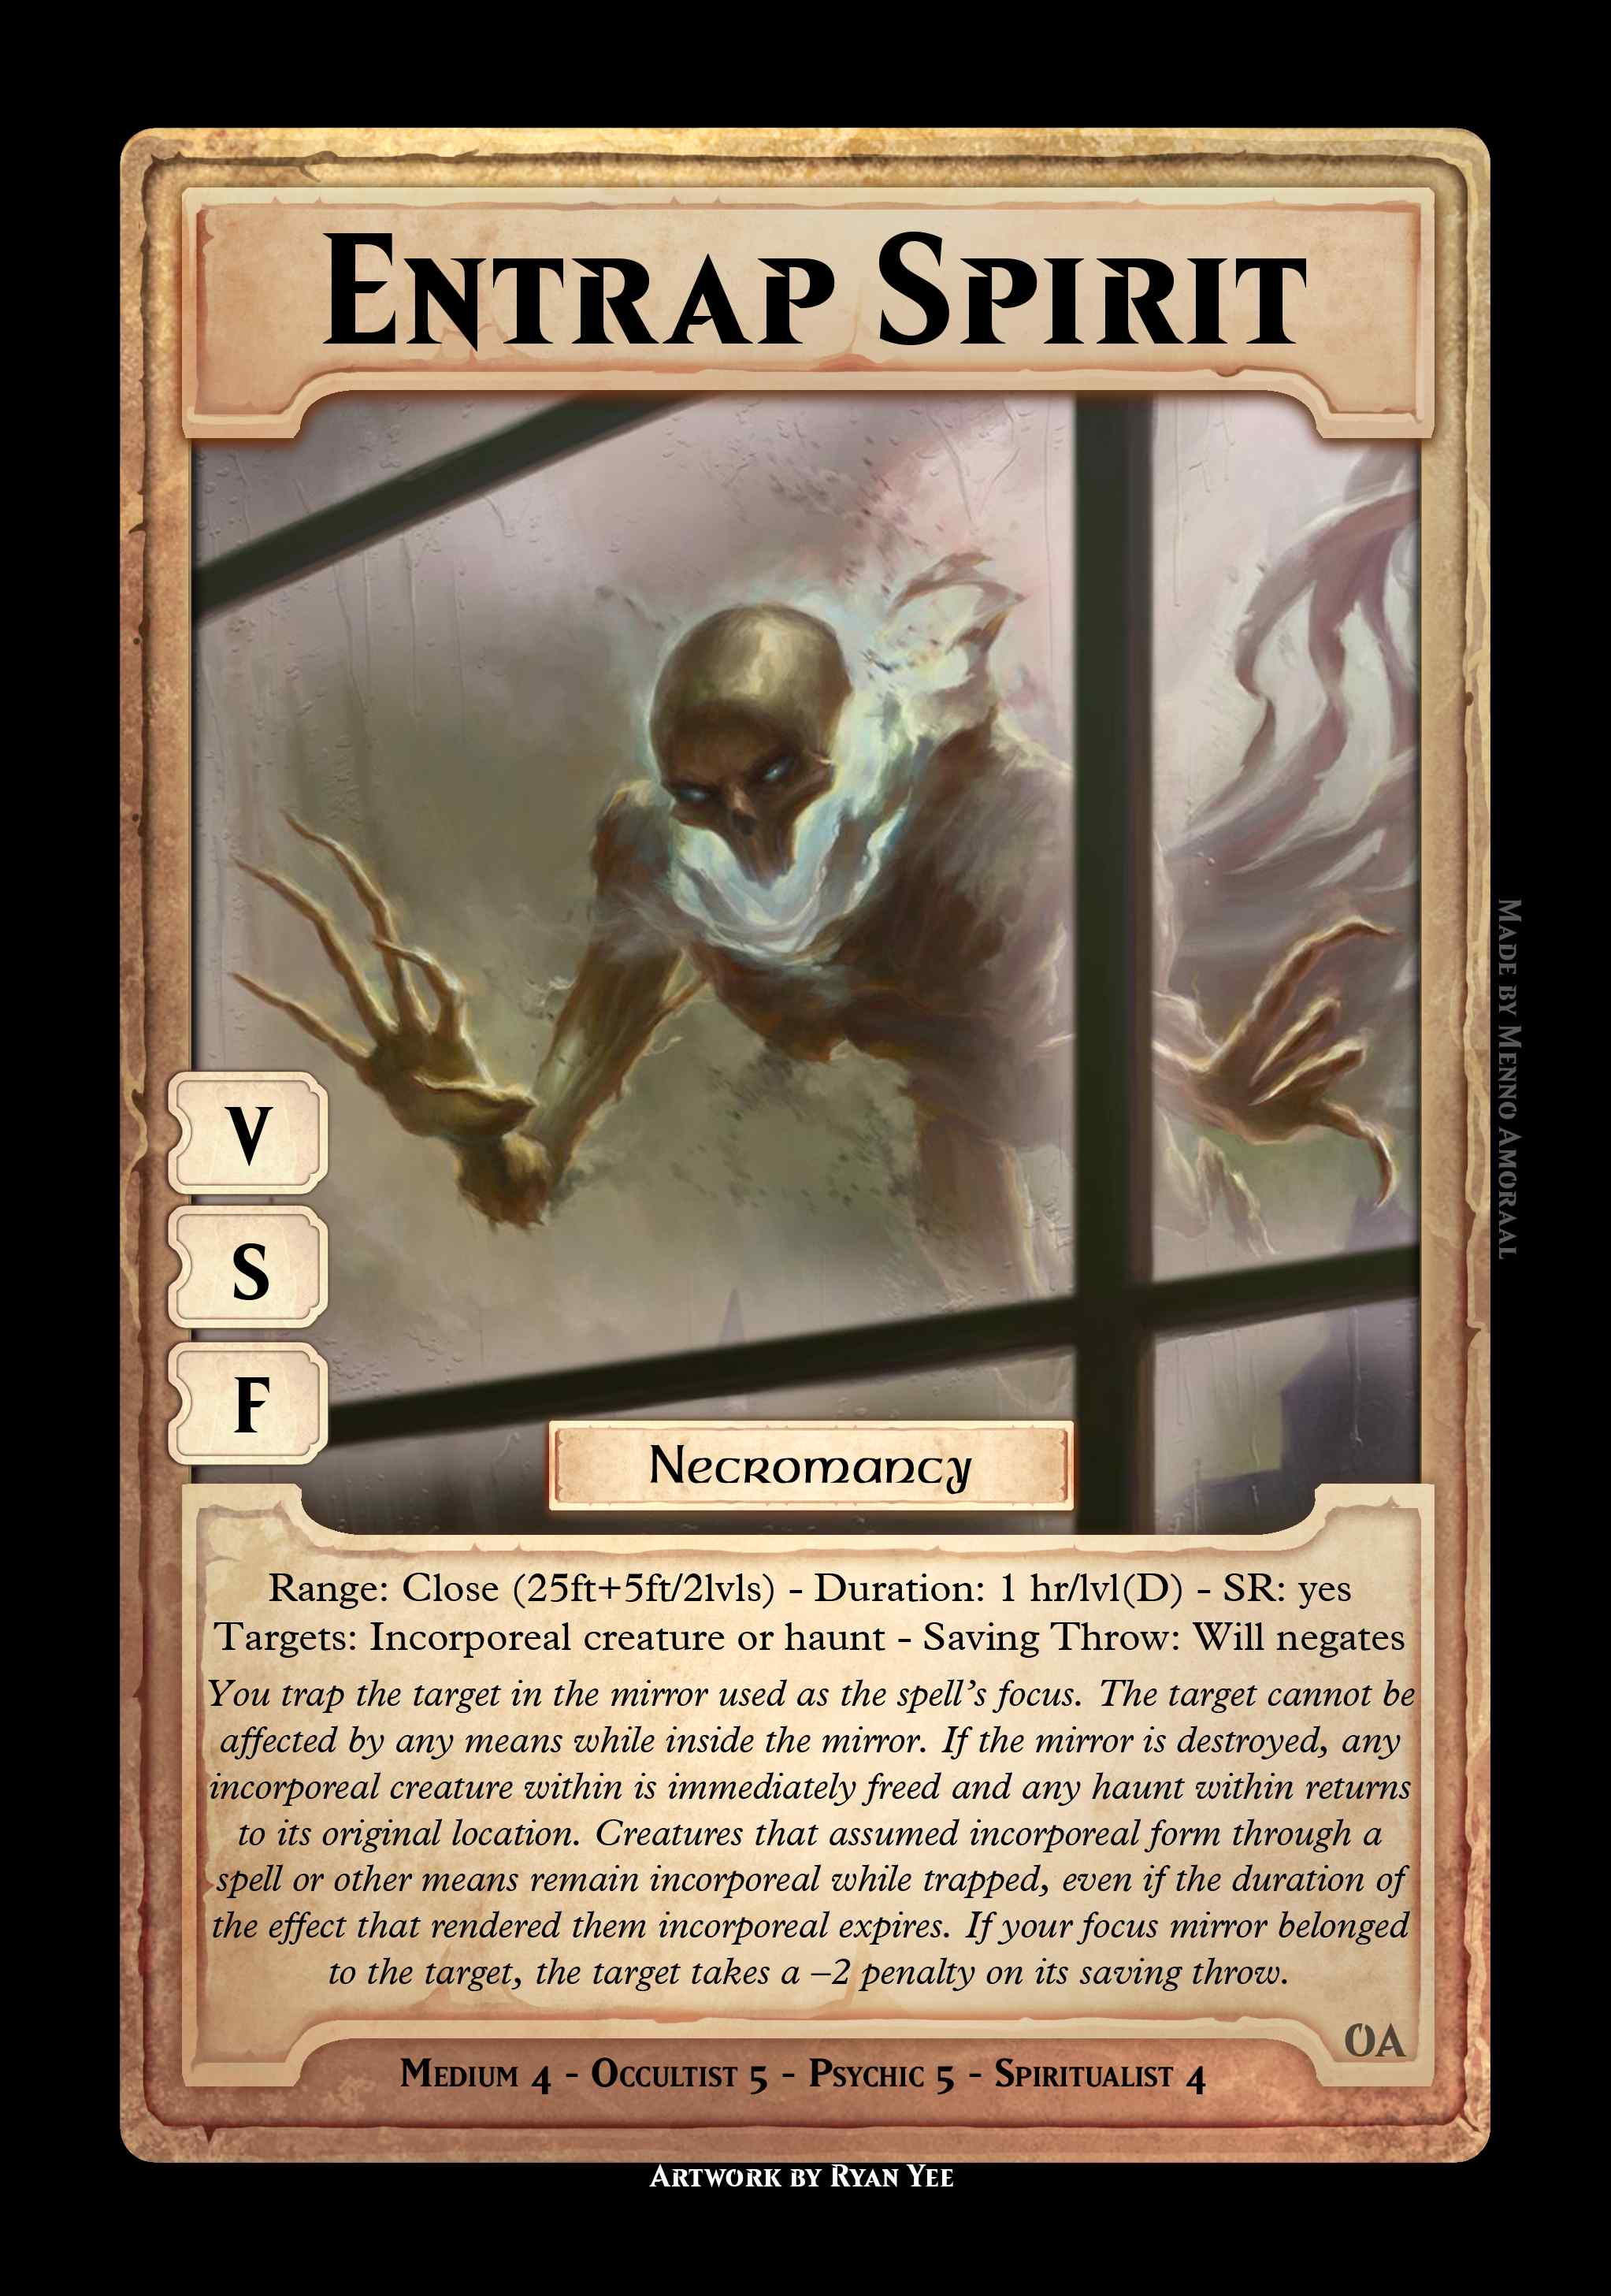 Entrap Spirit
V
S
F
Necromancy
Range: Close (25ft+5ft/2lvls) - Duration: 1 hr/lvl(D) - SR: yes
Targets: Incorporeal creature or haunt - Saving Throw: Will negates
You trap the target in the mirror used as the spell’s focus. The target cannot be
affected by any means while inside the mirror. If the mirror is destroyed, any
incorporeal creature within is immediately freed and any haunt within returns
to its original location. Creatures that assumed incorporeal form through a
spell or other means remain incorporeal while trapped, even if the duration of
the effect that rendered them incorporeal expires. If your focus mirror belonged
to the target, the target takes a –2 penalty on its saving throw.
OA
Medium 4 - Occultist 5 - Psychic 5 - Spiritualist 4
Artwork by Ryan Yee
Made by Menno Amoraal